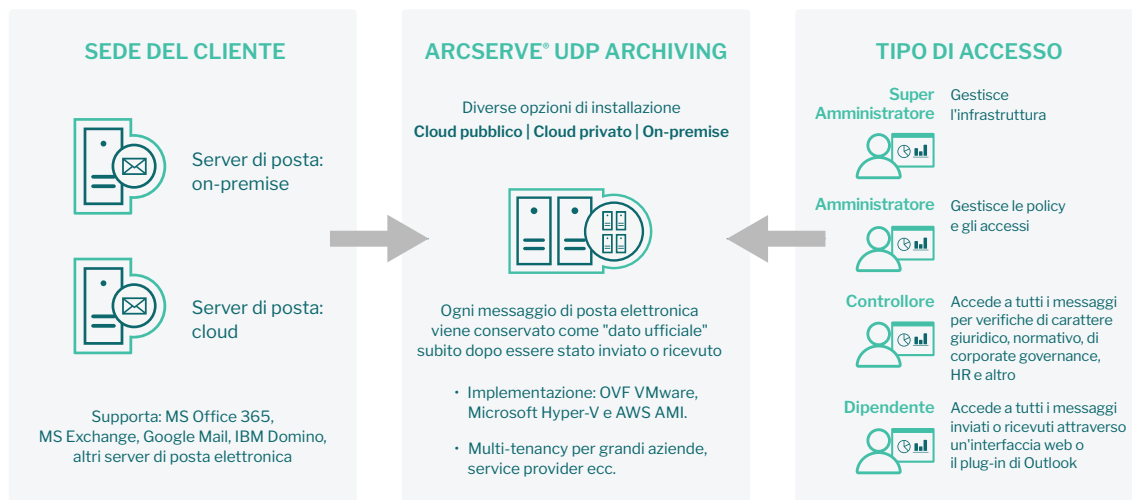 SEDE DEL CLIENTE
Server di posta:
on-premise
Server di posta:
cloud
Supporta: MS Office 365,
MS Exchange, Google Mail, IBM Domino,
altri server di posta elettronica
ARCSERVE® UDP ARCHIVING
Diverse opzioni di installazione
Cloud pubblico | Cloud privato | On-premise
Ogni messaggio di posta elettronica
viene conservato come "dato ufficiale"
subito dopo essere stato inviato o ricevuto
• Implementazione: OVF VMware,
Microsoft Hyper-V e AWS AMI.
• Multi-tenancy per grandi aziende,
service provider ecc.
TIPO DI ACCESSO
Super
Amministratore
Gestisce
l'infrastruttura
Amministratore
Gestisce le policy
e gli accessi
Controllore
Accede a tutti i messaggi
per verifiche di carattere
giuridico, normativo, di
corporate governance,
HR e altro
Dipendente
Accede a tutti i messaggi
inviati o ricevuti attraverso
un'interfaccia web o
il plug-in di Outlook